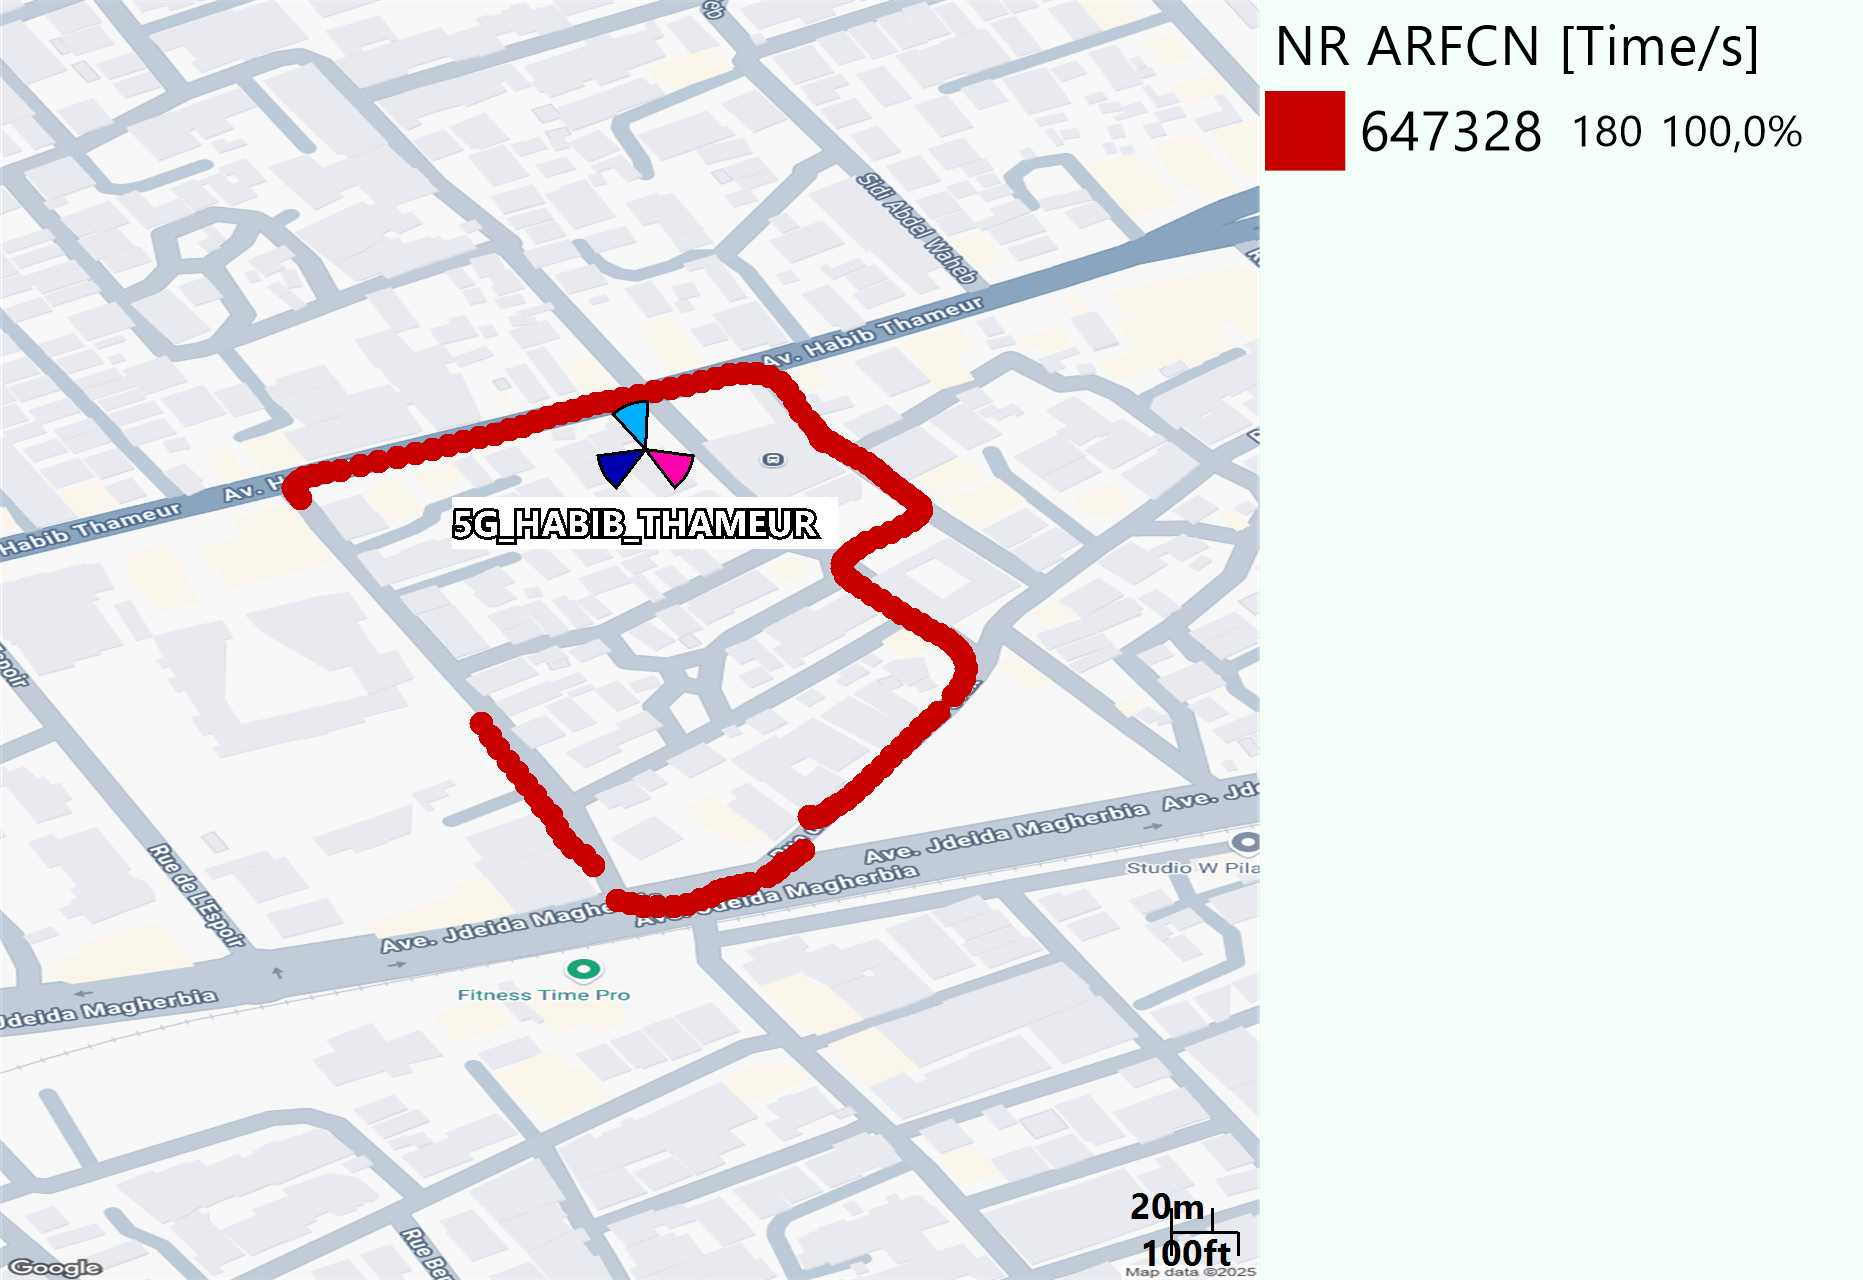 NR ARFCN [Time/s]
647328 180 100,0%
Sidi Abdel Waheb
Av. Habib Thameur
Av. H
Habib Thameur
5G_HABIB_THAMEUR
Rue de L'Espoir
Ave. Jdeida Magherbia
Ave. Jd
Studio W Pila
Ave. Jdeida Maghe
Jdeida Magherbia
Jdeida Magherbia
Fitness Time Pro
20m
100ft
Rue Be
Google
Map data ©2025